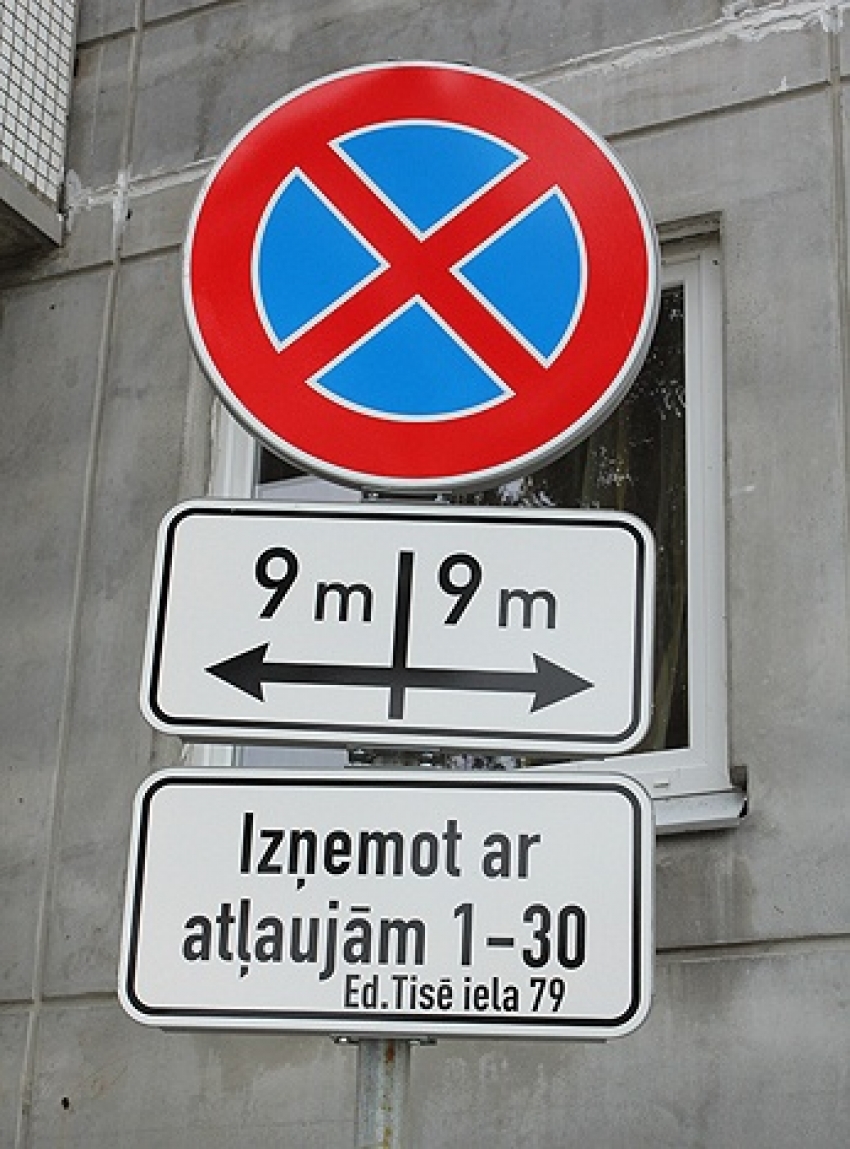 9 m 9 m
Izņemot ar
atļaujām 1-30
Ed.Tisē iela 79